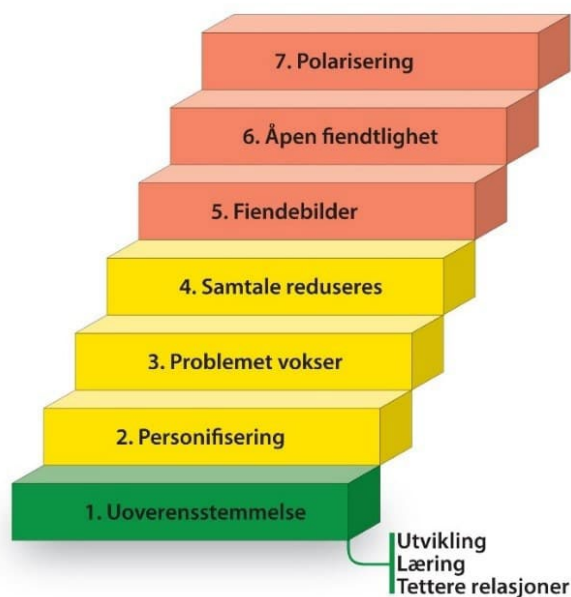 7. Polarisering
6. Åpen fiendtlighet
5. Fiendebilder
4. Samtale reduseres
3. Problemet vokser
2. Personifisering
1. Uoverensstemmelse
Utvikling
Læring
Tettere relasjoner